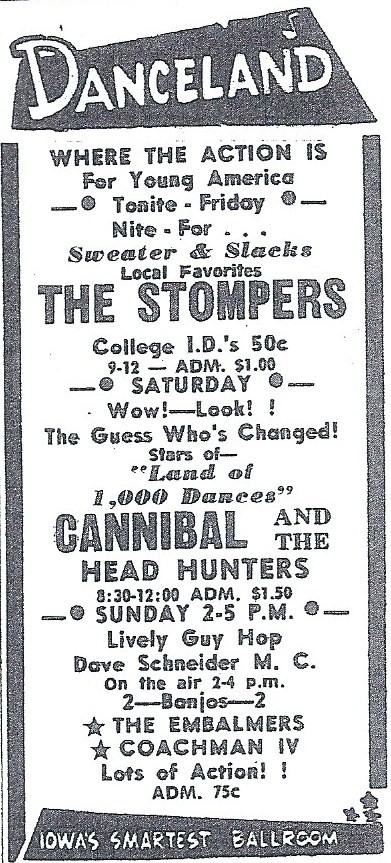 DANCELAND
WHERE THE ACTION IS
For Young America
Tonite - Friday
Nite - For . . .
Sweater & Slacks
Local Favorites
THE STOMPERS
College I.D.'s 50c
9-12 — ADM. $1.00
SATURDAY
Wow!—Look! !
The Guess Who's Changed!
Stars of—
"Land of
1,000 Dances"
CANNIBAL AND THE
HEAD HUNTERS
8:30-12:00 ADM. $1.50
SUNDAY 2-5 P.M.
Lively Guy Hop
Dave Schneider M. C.
On the air 2-4 p.m.
2—Banjos—2
THE EMBALMERS
COACHMAN IV
Lots of Action! !
ADM. 75c
IOWA'S SMARTEST BALLROOM